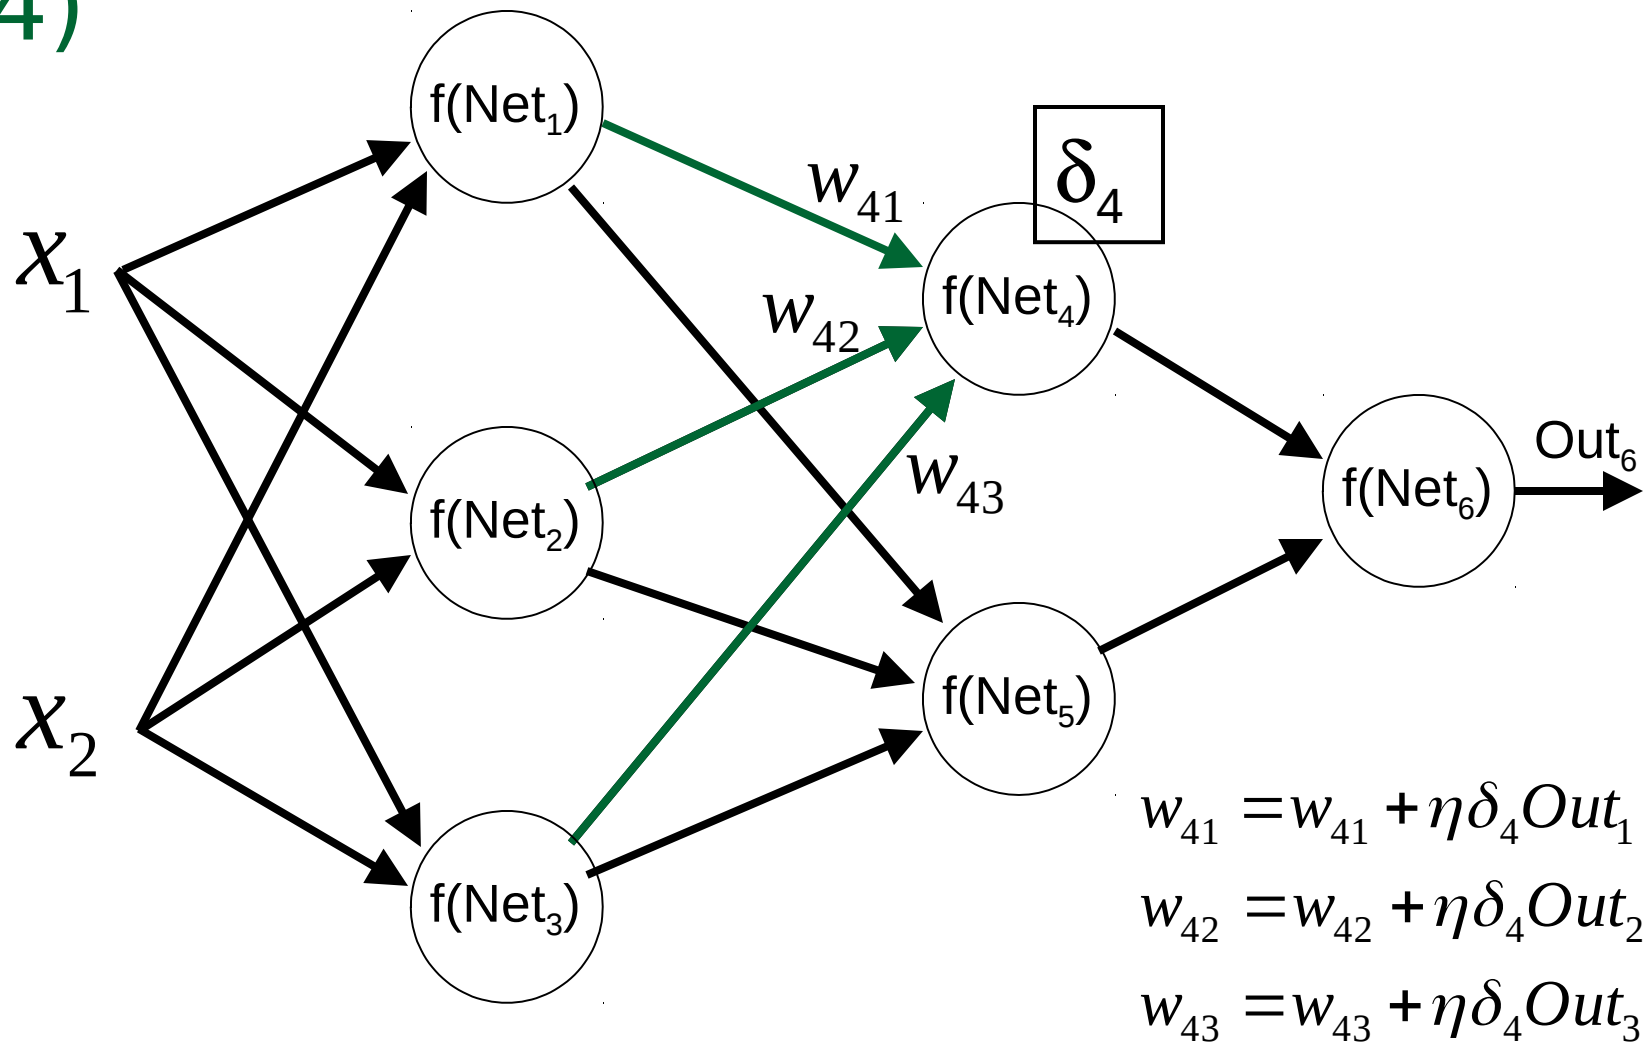 4)
f(Net₁)
w₄₁
δ₄
x₁
f(Net₄)
w₄₂
Out₆
w₄₃
f(Net₂)
f(Net₆)
x₂
f(Net₅)
f(Net₃)
w₄₁ = w₄₁ + ηδ₄Out₁
w₄₂ = w₄₂ + ηδ₄Out₂
w₄₃ = w₄₃ + ηδ₄Out₃